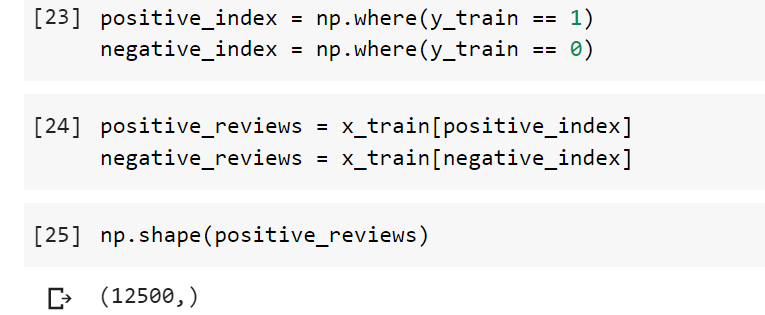 [23] positive_index = np.where(y_train == 1)
negative_index = np.where(y_train == 0)
[24] positive_reviews = x_train[positive_index]
negative_reviews = x_train[negative_index]
[25] np.shape(positive_reviews)
(12500,)